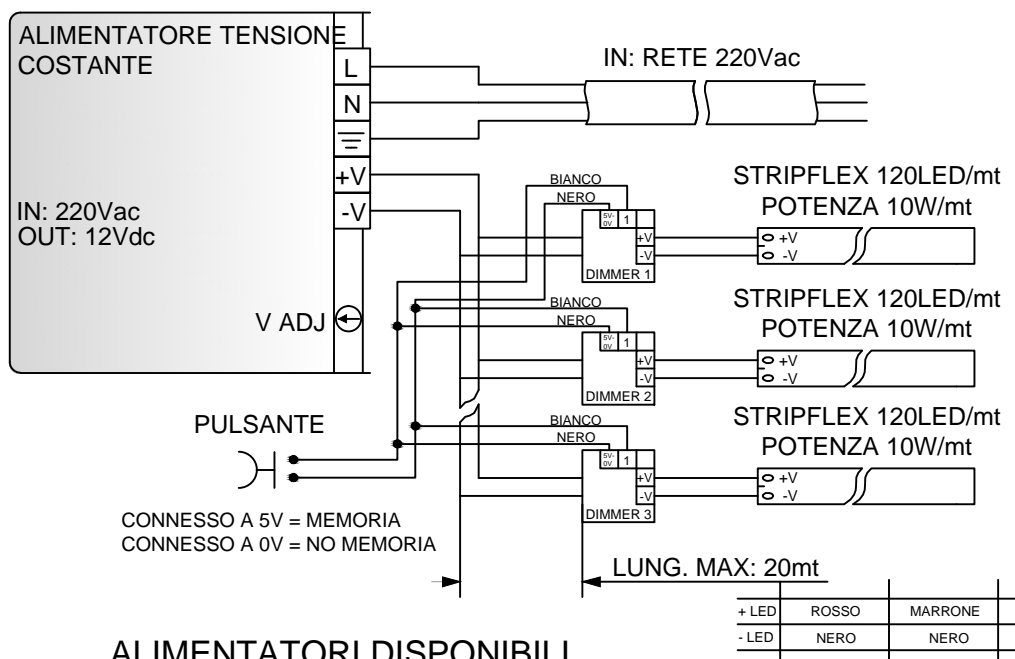 ALIMENTATORE TENSIONE
COSTANTE
L
N
+V
-V
IN: 220Vac
OUT: 12Vdc
V ADJ
IN: RETE 220Vac
BIANCO
NERO
5V-
0V
1
+V
-V
DIMMER 1
STRIPFLEX 120LED/mt
POTENZA 10W/mt
+V
-V
BIANCO
NERO
5V-
0V
1
+V
-V
DIMMER 2
STRIPFLEX 120LED/mt
POTENZA 10W/mt
+V
-V
BIANCO
NERO
5V-
0V
1
+V
-V
DIMMER 3
STRIPFLEX 120LED/mt
POTENZA 10W/mt
+V
-V
PULSANTE
CONNESSO A 5V = MEMORIA
CONNESSO A 0V = NO MEMORIA
LUNG. MAX: 20mt
+ LED ROSSO MARRONE
- LED NERO NERO
ALIMENTATORI DISPONIBILI